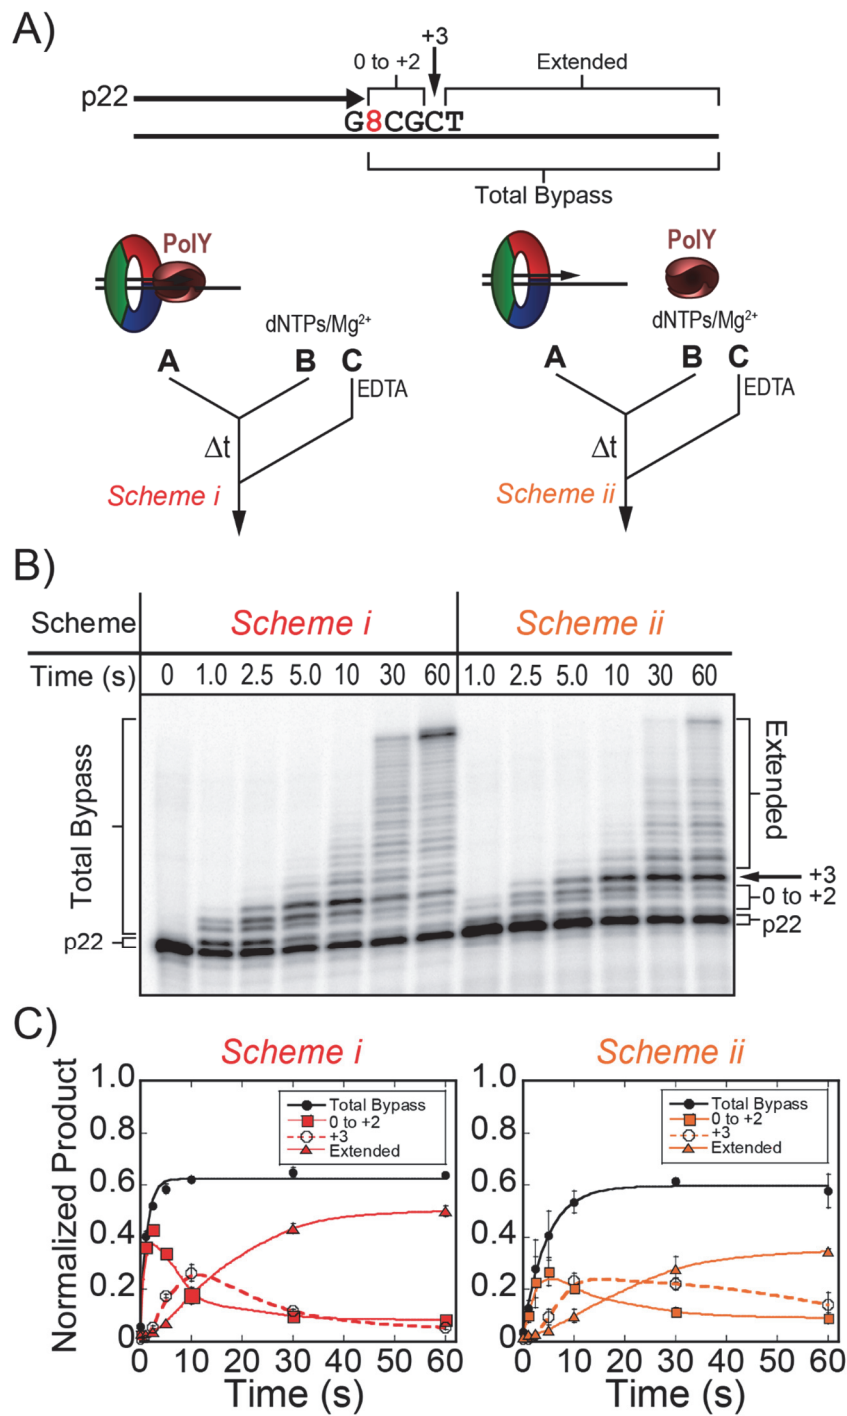 A)
+3
0 to +2
Extended
p22
G8CGCT
Total Bypass
PolY
PolY
dNTPs/Mg2+
dNTPs/Mg2+
A B C
A B C
EDTA
EDTA
Δt
Δt
Scheme i
Scheme ii
B)
Scheme Scheme i Scheme ii
Time (s) 0 1.0 2.5 5.0 10 30 60 1.0 2.5 5.0 10 30 60
Total Bypass
p22
Extended
+3
0 to +2
p22
C)
Scheme i
Normalized Product
1.0
0.8
0.6
0.4
0.2
0
Total Bypass
0 to +2
+3
Extended
0 10 20 30 40 50 60
Time (s)
Scheme ii
1.0
0.8
0.6
0.4
0.2
0
Total Bypass
0 to +2
+3
Extended
0 10 20 30 40 50 60
Time (s)